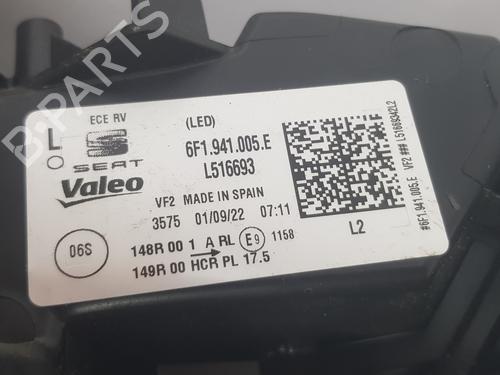 ECE RV
(LED)
L
SEAT
6F1.941.005.E
L516693
Valeo
VF2 MADE IN SPAIN
3575 01/09/22 07:11
06S
148R 00 1 A RL E9 1158
149R 00 HCR PL 17.5
L2
#6F1.941.005.E VF2 ### L51669342L2
B-PARTS